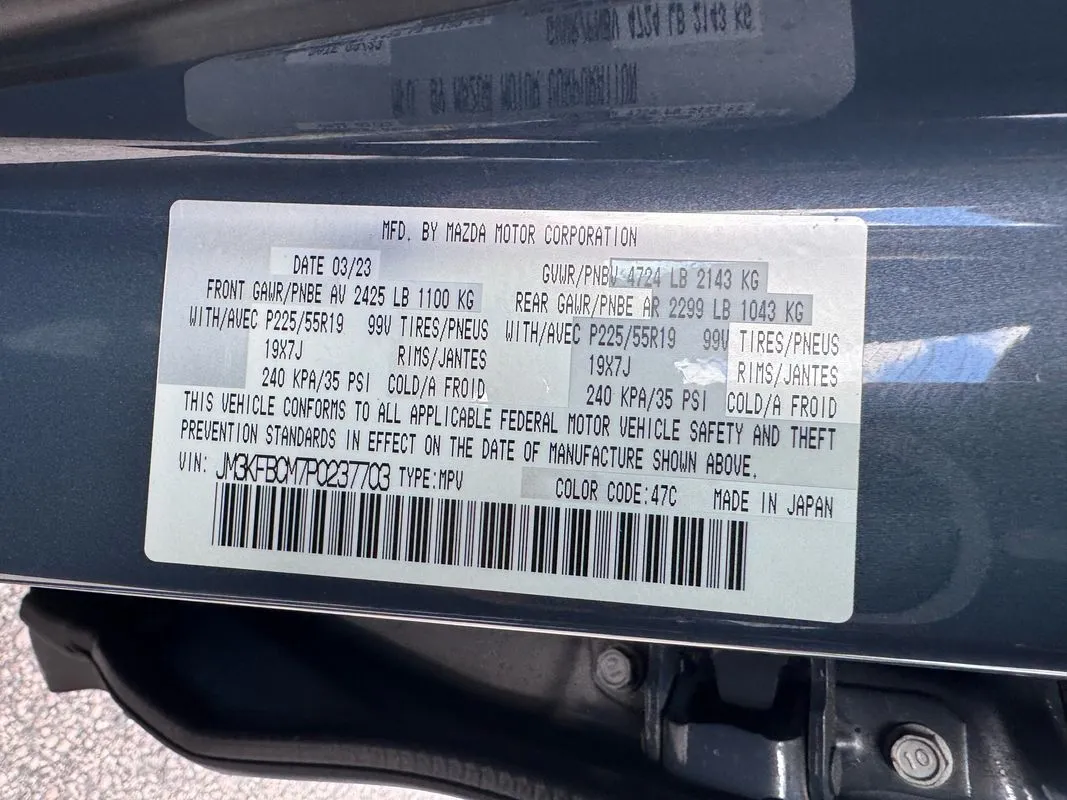 MFD. BY MAZDA MOTOR CORPORATION
DATE 03/23 GVWR/PNBV 4724 LB 2143 KG
FRONT GAWR/PNBE AV 2425 LB 1100 KG REAR GAWR/PNBE AR 2299 LB 1043 KG
WITH/AVEC P225/55R19 99V TIRES/PNEUS WITH/AVEC P225/55R19 99V TIRES/PNEUS
19X7J RIMS/JANTES 19X7J RIMS/JANTES
240 KPA/35 PSI COLD/A FROID 240 KPA/35 PSI COLD/A FROID
THIS VEHICLE CONFORMS TO ALL APPLICABLE FEDERAL MOTOR VEHICLE SAFETY AND THEFT
PREVENTION STANDARDS IN EFFECT ON THE DATE OF MANUFACTURE SHOWN ABOVE.
VIN: JM3KFBCM7P0237703 TYPE:MPV COLOR CODE:47C MADE IN JAPAN
10